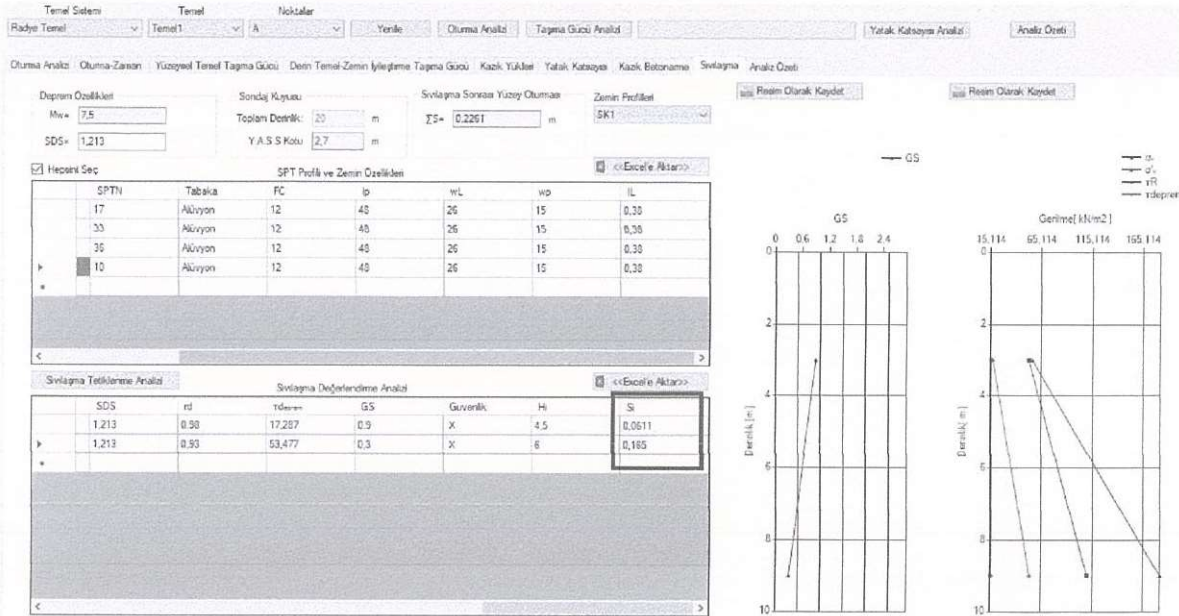 Temel Sistemi Temel Noktalar
Radye Temel Temel1 A Yenile Oturma Analizi Taşıma Gücü Analizi Yatak Katsayısı Analizi Analiz Özeti
Oturma Analizi Oturma-Zaman Yüzeysel Temel Taşıma Gücü Derin Temel-Zemin İyileştirme Taşıma Gücü Kazık Yükleri Yatak Katsayısı Kazık Betonarme Sıvılaşma Analiz Özeti
Deprem Özellikleri Sondaj Kuyusu Sıvılaşma Sonrası Yüzey Oturması Zemin Profilleri
Resim Olarak Kaydet Resim Olarak Kaydet
Mw= 7,5 Toplam Derinlik: 20 m ΣS= 0,2261 m SK1
SDS= 1,213 Y.A.S.S Kotu 2,7 m
Hepsini Seç SPT Profili ve Zemin Özellikleri <<Excel'e Aktar>>
SPTN Tabaka FC Ip wL wp IL
17 Alüvyon 12 48 26 15 0,38
33 Alüvyon 12 48 26 15 0,38
36 Alüvyon 12 48 26 15 0,38
10 Alüvyon 12 48 26 15 0,38
Sıvılaşma Tetiklenme Analizi Sıvılaşma Değerlendirme Analizi <<Excel'e Aktar>>
SDS rd τdeprem GS Güvenlik Hi Si
1,213 0,98 17,287 0,9 X 4,5 0,0611
1,213 0,93 53,477 0,3 X 6 0,165
GS
GS
0 0,6 1,2 1,8 2,4
0
2
4
6
8
10
Derinlik[ m ]
τR
τdeprem
Gerilme[ kN/m2 ]
15,114 65,114 115,114 165,114
0
2
4
6
8
10
Derinlik[ m ]